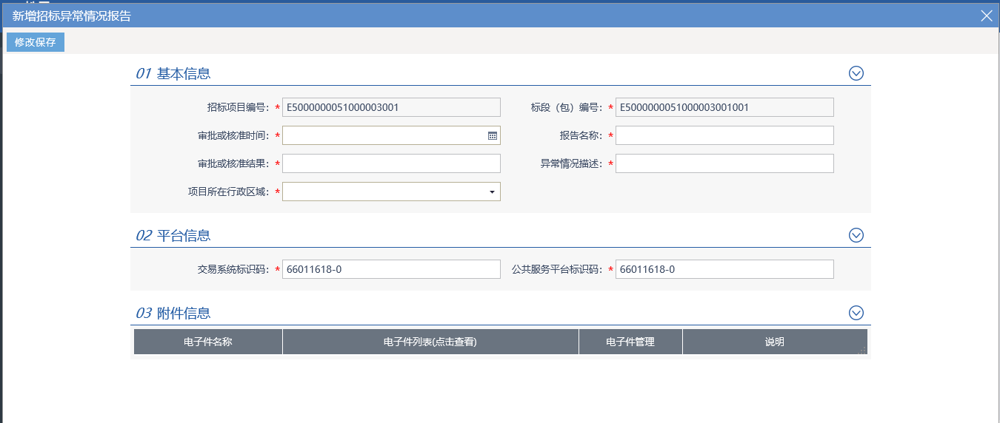 新增招标异常情况报告
修改保存
01 基本信息
招标项目编号： * E5000000051000003001 标段（包）编号： * E5000000051000003001001
审批或核准时间： * 报告名称： *
审批或核准结果： * 异常情况描述： *
项目所在行政区域： *
02 平台信息
交易系统标识码： * 66011618-0 公共服务平台标识码： * 66011618-0
03 附件信息
电子件名称 电子件列表(点击查看) 电子件管理 说明